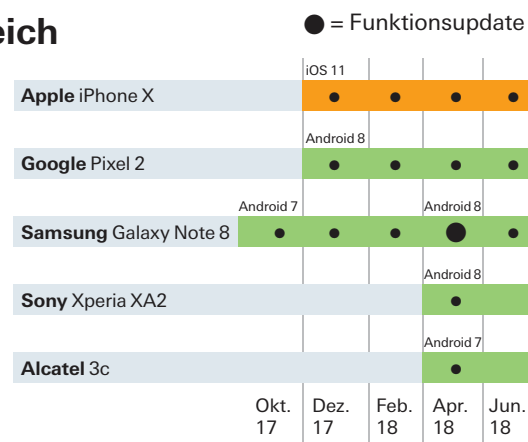 eich
● = Funktionsupdate
iOS 11
Apple iPhone X
Android 8
Google Pixel 2
Android 7 Android 8
Samsung Galaxy Note 8
Android 8
Sony Xperia XA2
Android 7
Alcatel 3c
Okt. Dez. Feb. Apr. Jun.
17 17 18 18 18